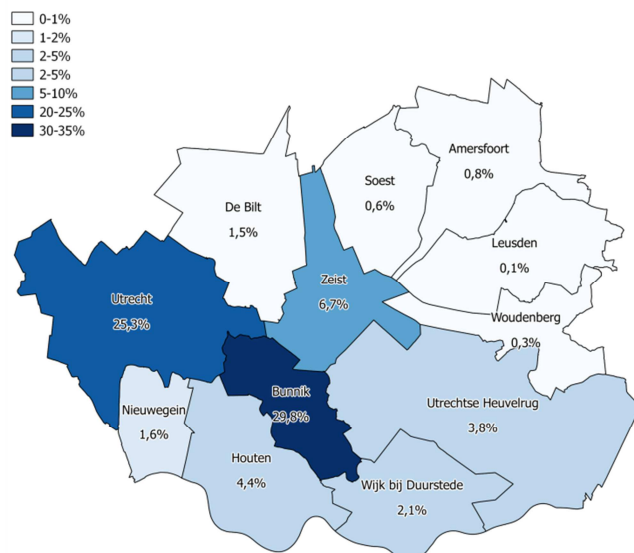 0-1%
1-2%
2-5%
2-5%
5-10%
20-25%
30-35%
Amersfoort
0,8%
Soest
0,6%
De Bilt
1,5%
Leusden
0,1%
Zeist
6,7%
Utrecht
25,3%
Woudenberg
0,3%
Bunnik
29,8%
Utrechtse Heuvelrug
3,8%
Nieuwegein
1,6%
Houten
4,4%
Wijk bij Duurstede
2,1%